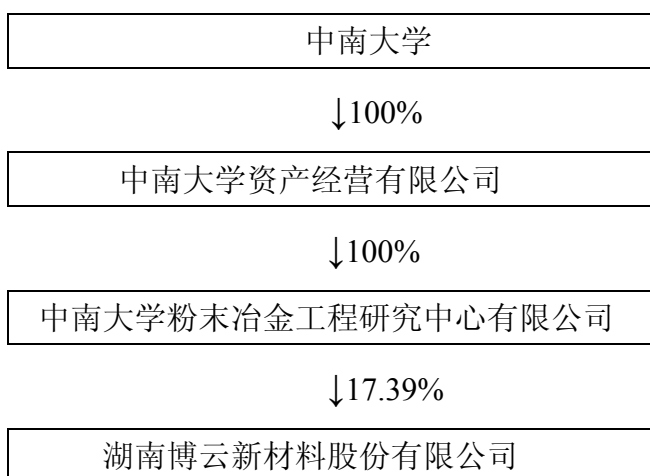 中南大学
↓100%
中南大学资产经营有限公司
↓100%
中南大学粉末冶金工程研究中心有限公司
↓17.39%
湖南博云新材料股份有限公司